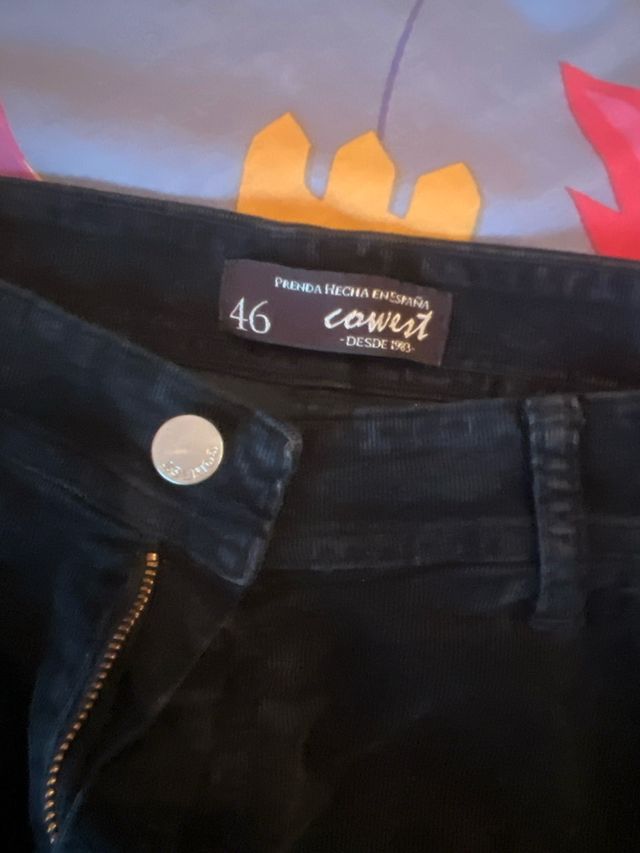 PRENDA HECHA EN ESPAÑA
46 cowest
-DESDE 1983-